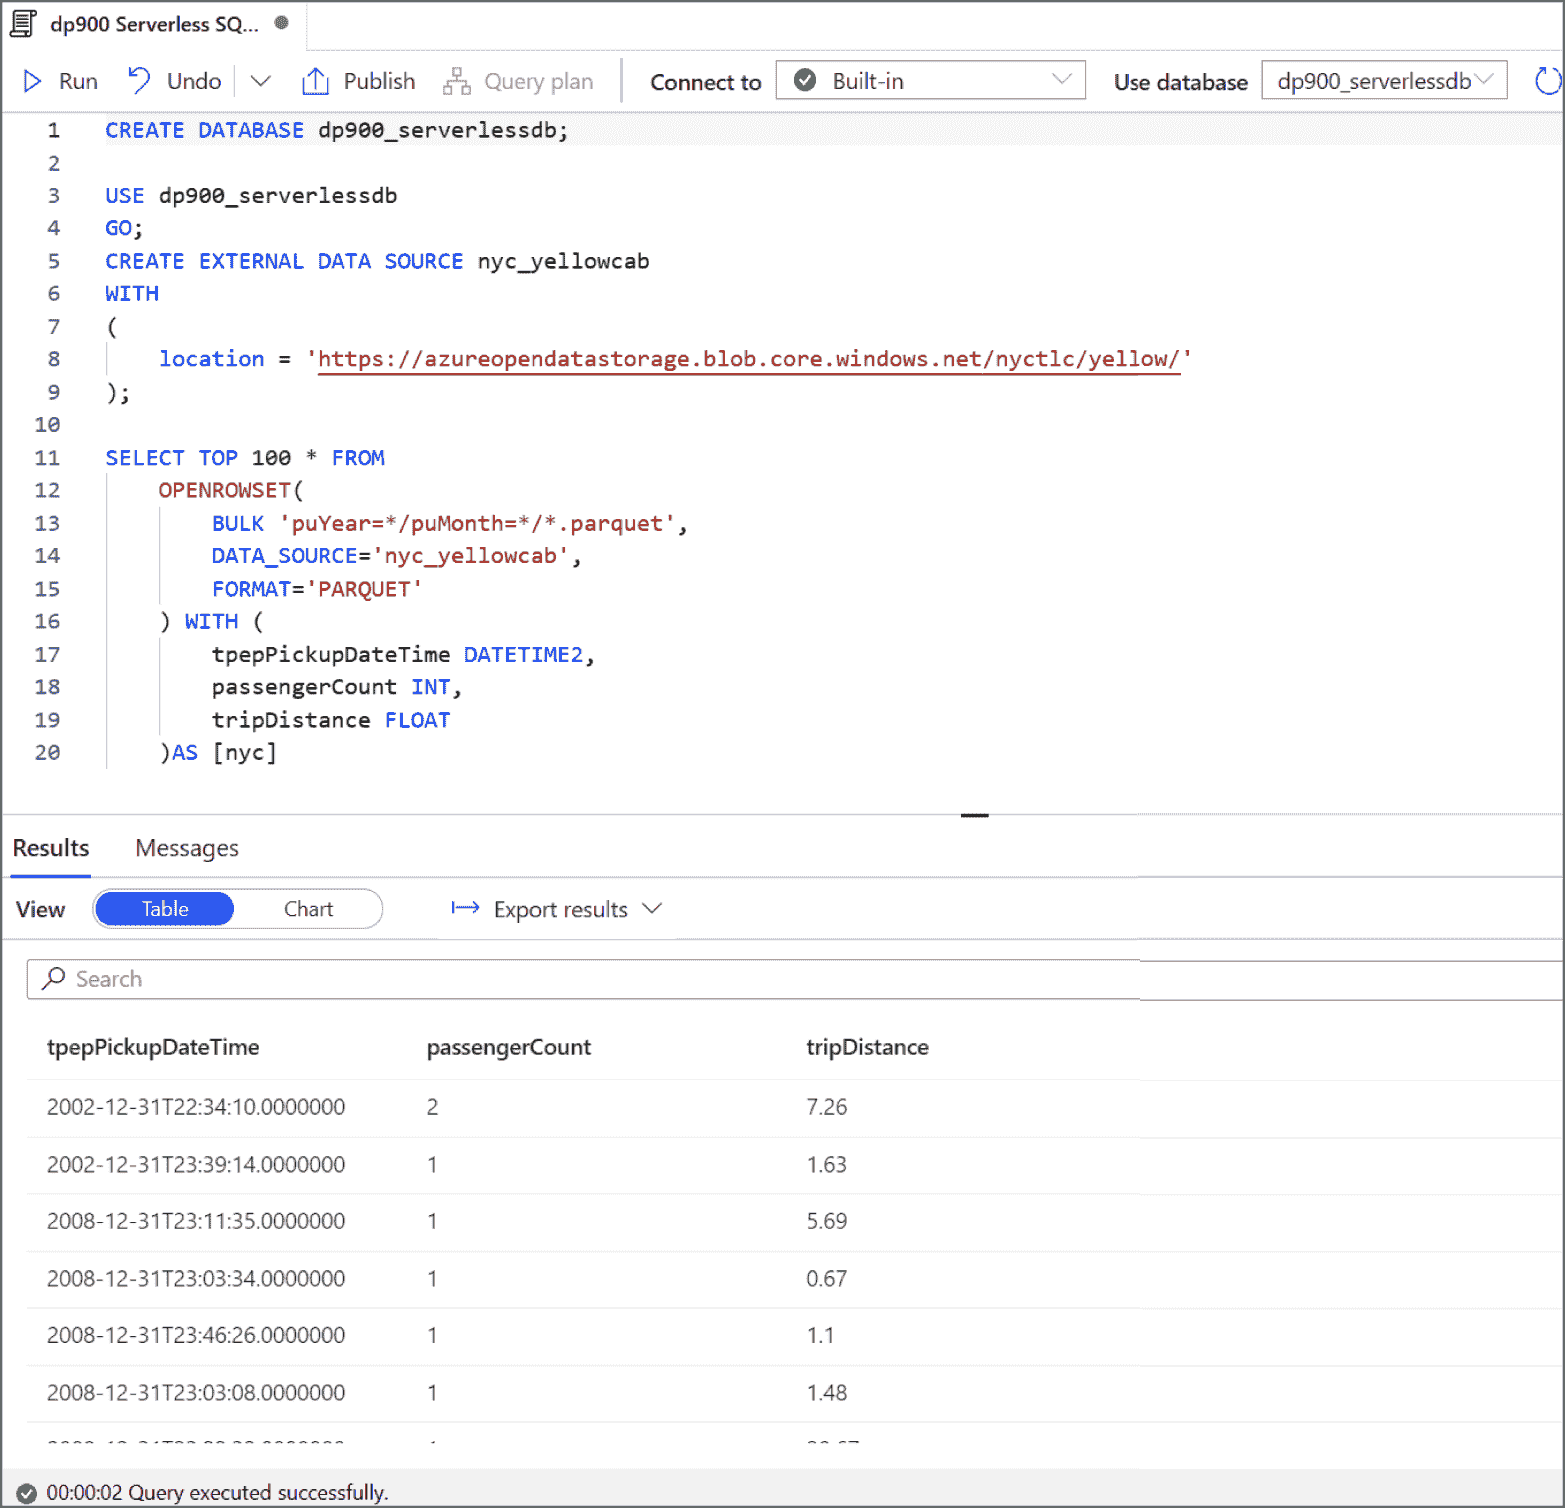 dp900 Serverless SQ...
Run Undo Publish Query plan Connect to Built-in Use database dp900_serverlessdb
1 CREATE DATABASE dp900_serverlessdb;
2
3 USE dp900_serverlessdb
4 GO;
5 CREATE EXTERNAL DATA SOURCE nyc_yellowcab
6 WITH
7 (
8 location = 'https://azureopendatastorage.blob.core.windows.net/nyctlc/yellow/'
9 );
10
11 SELECT TOP 100 * FROM
12 OPENROWSET(
13 BULK 'puYear=*/puMonth=*/*.parquet',
14 DATA_SOURCE='nyc_yellowcab',
15 FORMAT='PARQUET'
16 ) WITH (
17 tpepPickupDateTime DATETIME2,
18 passengerCount INT,
19 tripDistance FLOAT
20 )AS [nyc]
Results Messages
View Table Chart Export results
Search
tpepPickupDateTime passengerCount tripDistance
2002-12-31T22:34:10.0000000 2 7.26
2002-12-31T23:39:14.0000000 1 1.63
2008-12-31T23:11:35.0000000 1 5.69
2008-12-31T23:03:34.0000000 1 0.67
2008-12-31T23:46:26.0000000 1 1.1
2008-12-31T23:03:08.0000000 1 1.48
00:00:02 Query executed successfully.